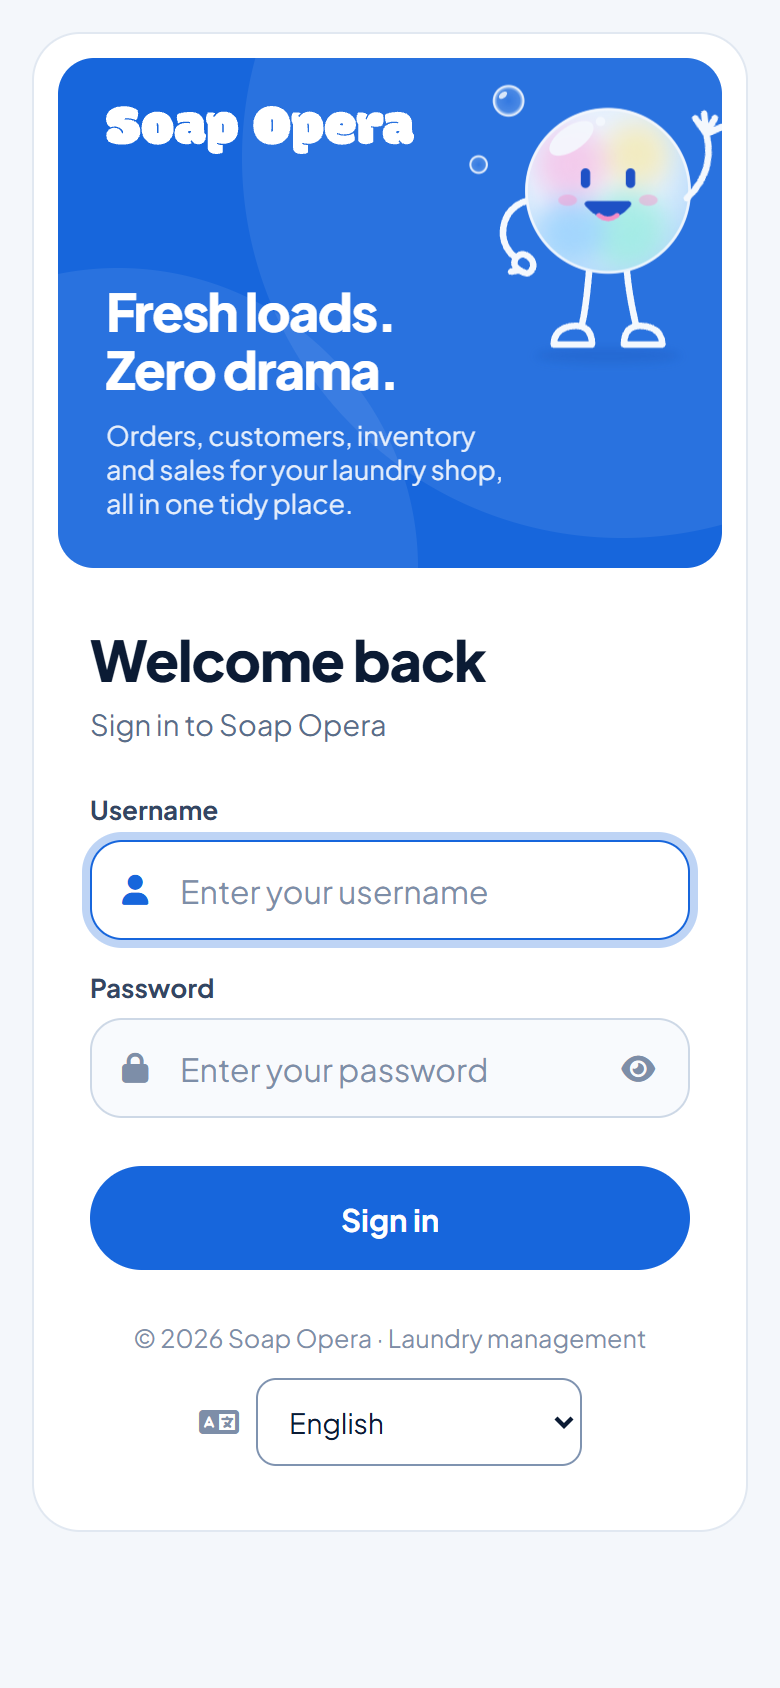 Soap Opera
Fresh loads.
Zero drama.
Orders, customers, inventory
and sales for your laundry shop,
all in one tidy place.
Welcome back
Sign in to Soap Opera
Username
Enter your username
Password
Enter your password
Sign in
© 2026 Soap Opera · Laundry management
A 文 English